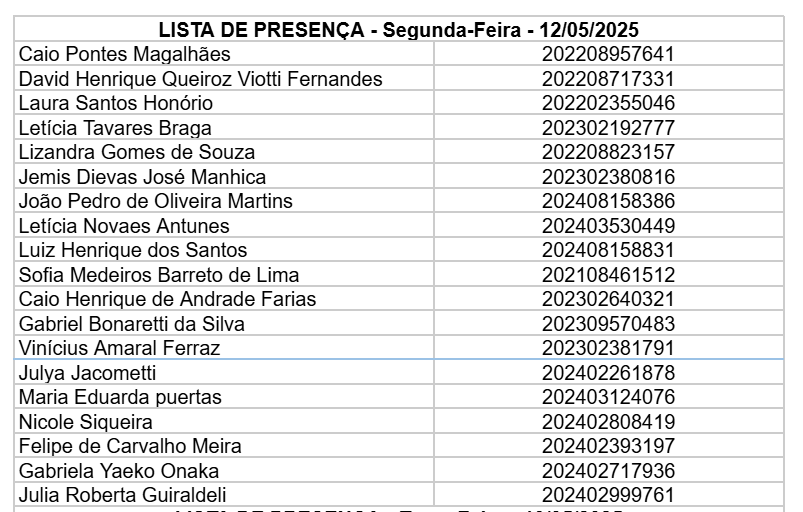 LISTA DE PRESENÇA - Segunda-Feira - 12/05/2025
Caio Pontes Magalhães 202208957641
David Henrique Queiroz Viotti Fernandes 202208717331
Laura Santos Honório 202202355046
Letícia Tavares Braga 202302192777
Lizandra Gomes de Souza 202208823157
Jemis Dievas José Manhica 202302380816
João Pedro de Oliveira Martins 202408158386
Letícia Novaes Antunes 202403530449
Luiz Henrique dos Santos 202408158831
Sofia Medeiros Barreto de Lima 202108461512
Caio Henrique de Andrade Farias 202302640321
Gabriel Bonaretti da Silva 202309570483
Vinícius Amaral Ferraz 202302381791
Julya Jacometti 202402261878
Maria Eduarda puertas 202403124076
Nicole Siqueira 202402808419
Felipe de Carvalho Meira 202402393197
Gabriela Yaeko Onaka 202402717936
Julia Roberta Guiraldeli 202402999761
LISTA DE PRESENÇA